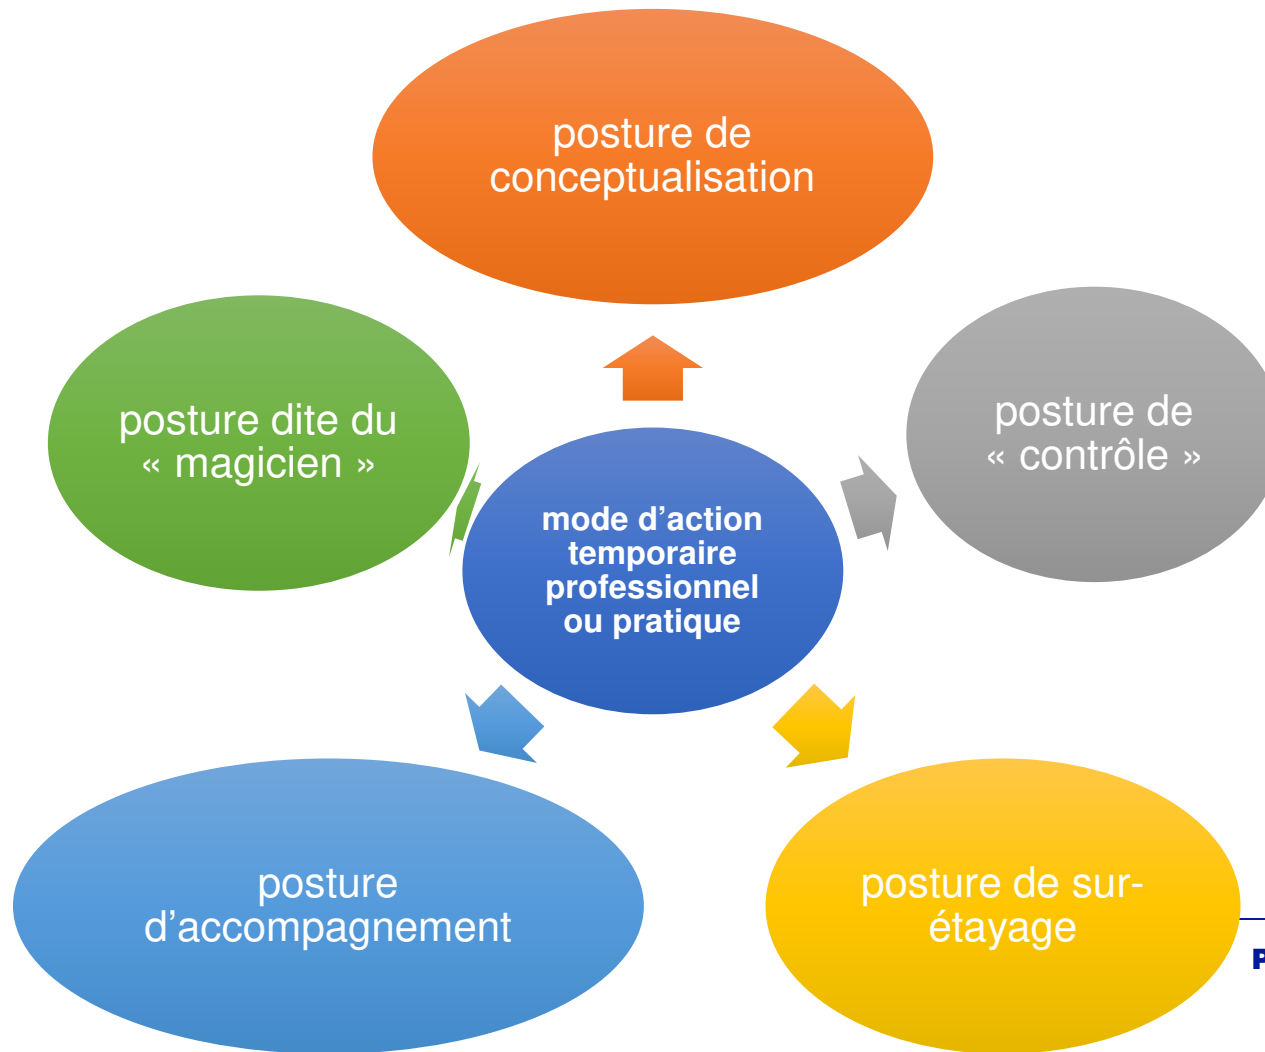 posture de
conceptualisation
posture dite du
« magicien »
posture de
« contrôle »
mode d’action
temporaire
professionnel
ou pratique
posture
d’accompagnement
posture de sur-
étayage
P